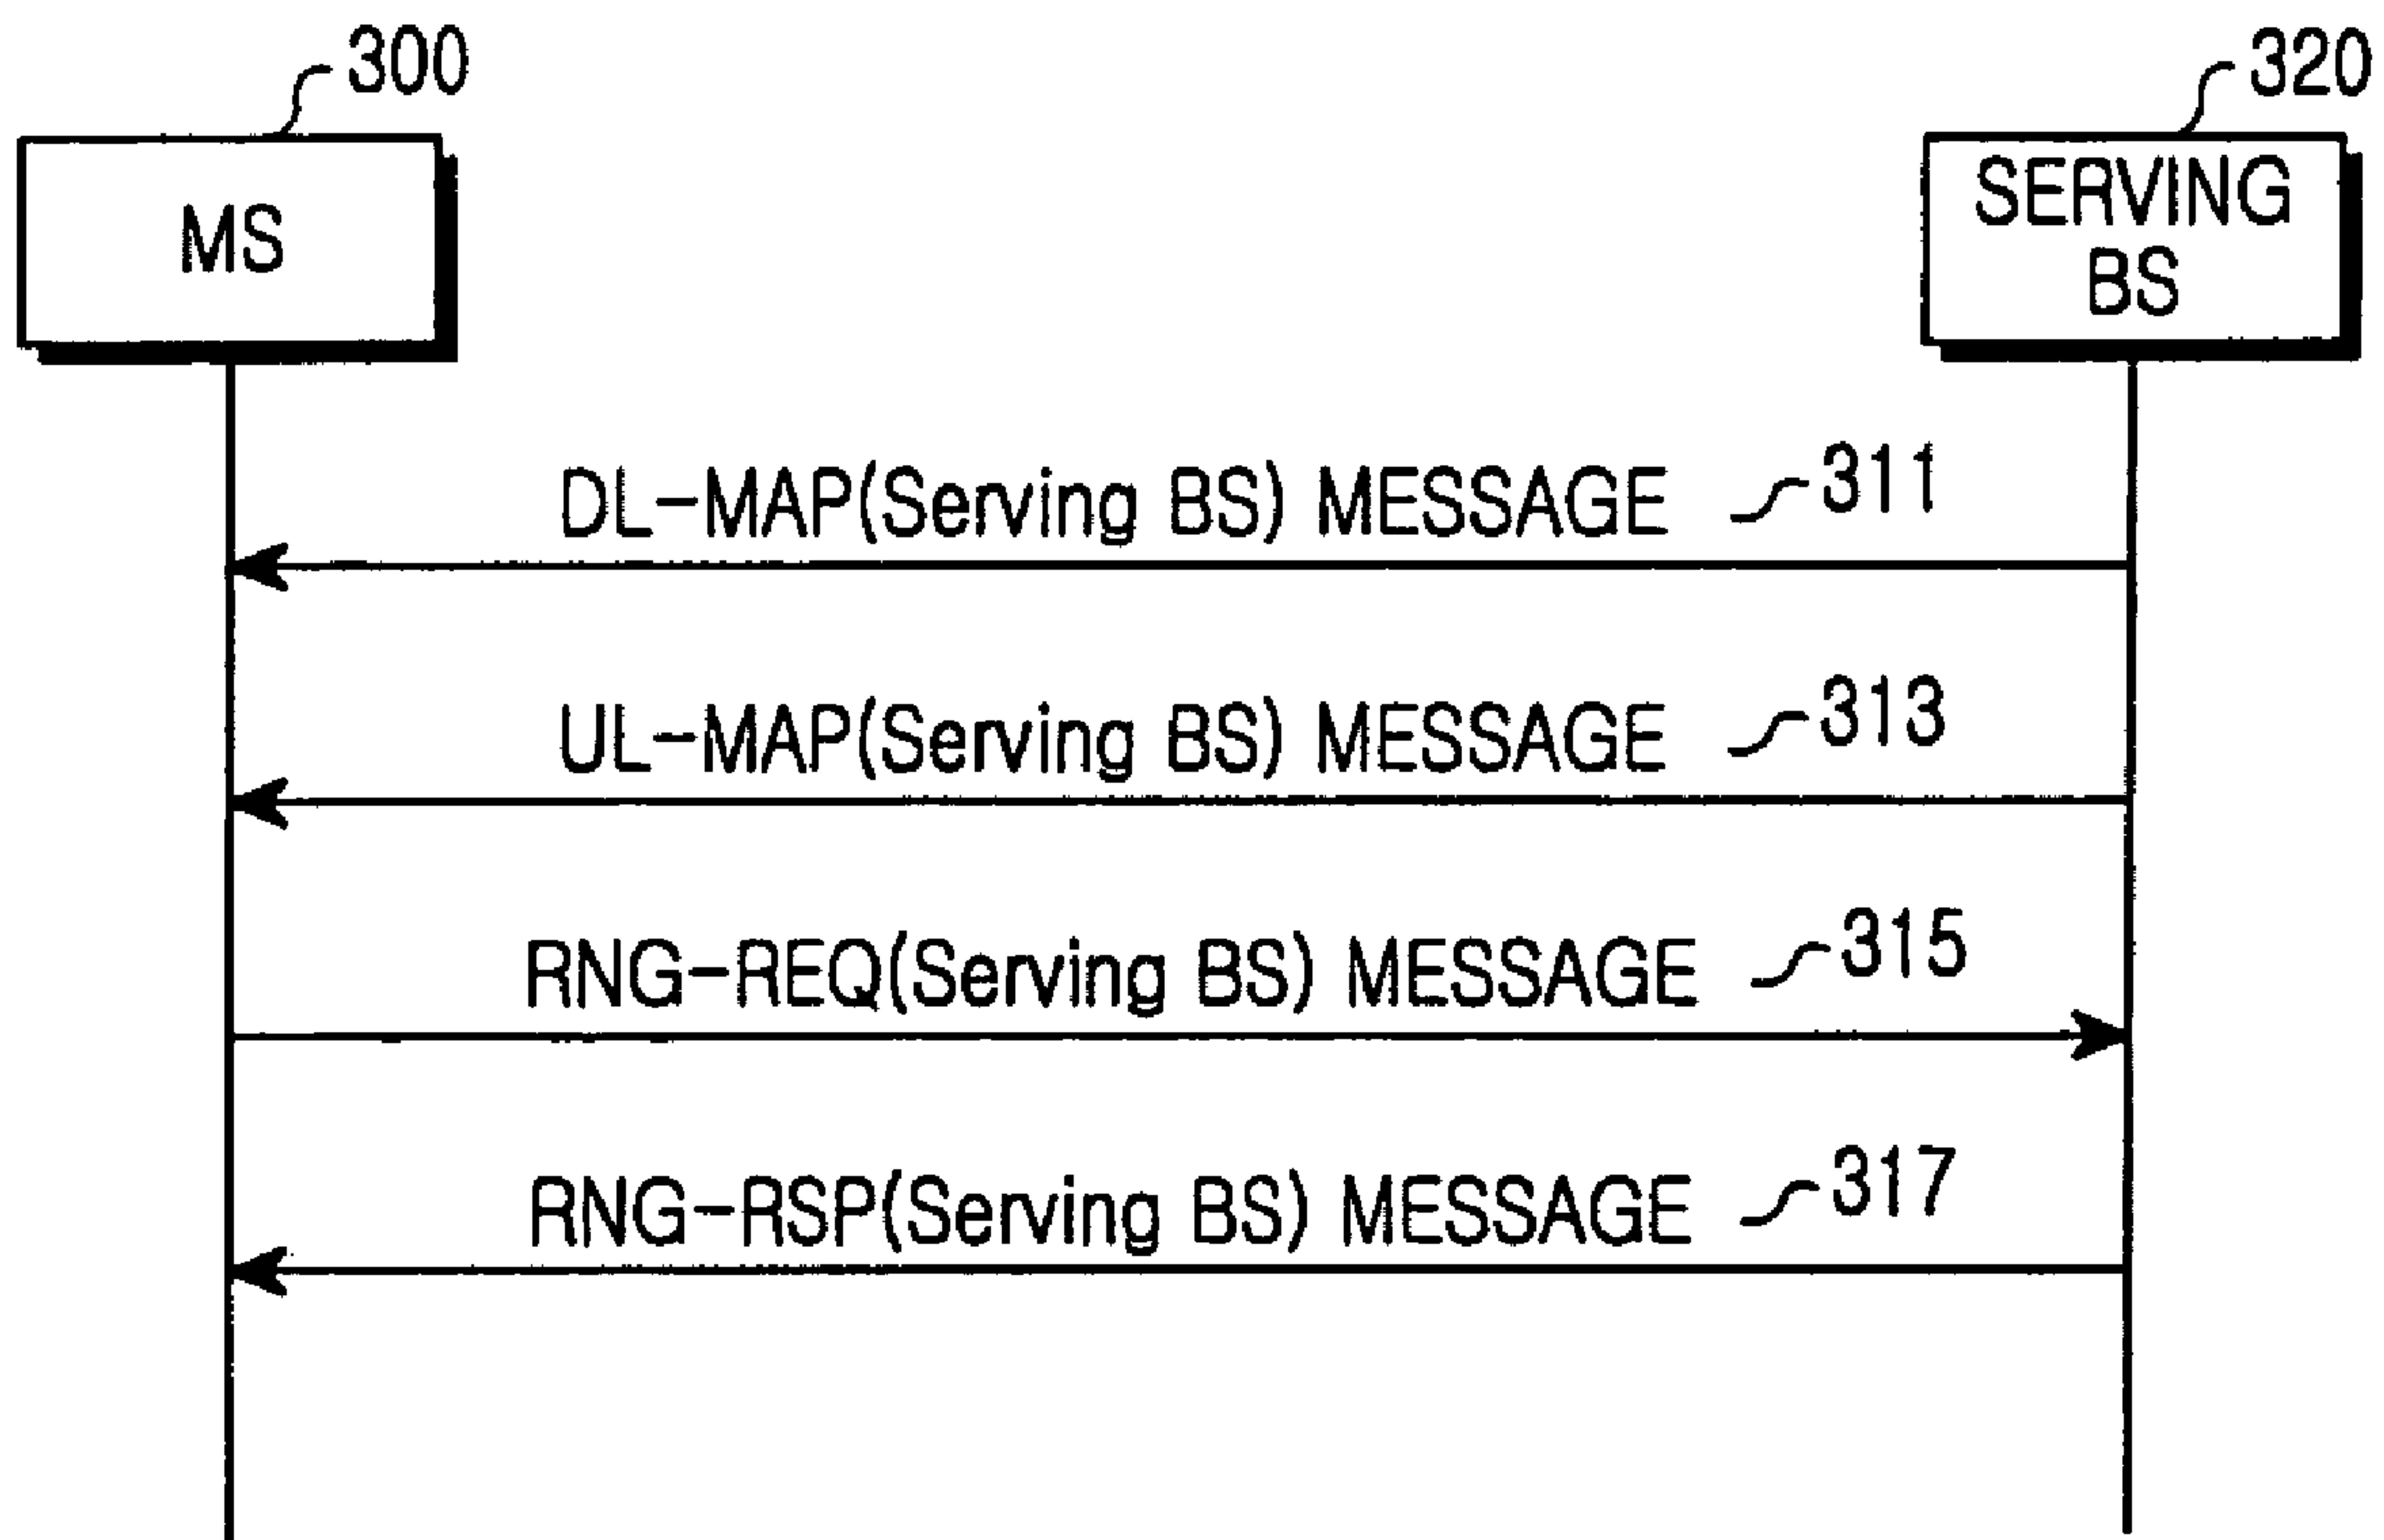 300
320
MS
SERVING
BS
DL-MAP(Serving BS) MESSAGE 311
UL-MAP(Serving BS) MESSAGE 313
RNG-REQ(Serving BS) MESSAGE 315
RNG-RSP(Serving BS) MESSAGE 317